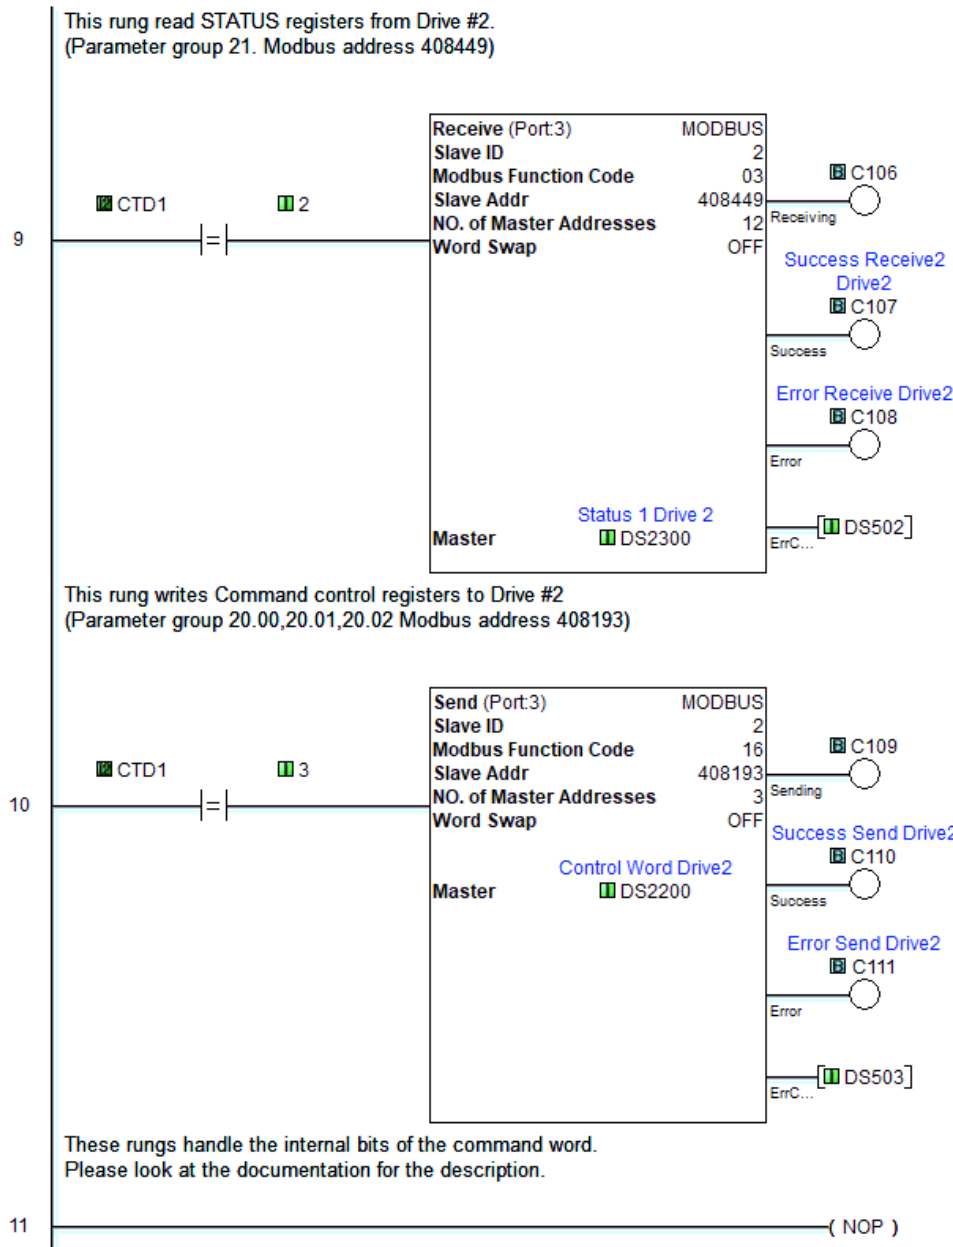 This rung read STATUS registers from Drive #2.
(Parameter group 21. Modbus address 408449)
Receive (Port:3) MODBUS
Slave ID 2
Modbus Function Code 03
Slave Addr 408449
NO. of Master Addresses 12
Word Swap OFF
CTD1 2
9
=
C106
Receiving
Success Receive2
Drive2
C107
Success
Error Receive Drive2
C108
Error
Status 1 Drive 2
Master DS2300
DS502
ErrC...
This rung writes Command control registers to Drive #2
(Parameter group 20.00,20.01,20.02 Modbus address 408193)
Send (Port:3) MODBUS
Slave ID 2
Modbus Function Code 16
Slave Addr 408193
NO. of Master Addresses 3
Word Swap OFF
CTD1 3
10
=
C109
Sending
Success Send Drive2
C110
Success
Control Word Drive2
Master DS2200
Error Send Drive2
C111
Error
DS503
ErrC...
These rungs handle the internal bits of the command word.
Please look at the documentation for the description.
11
( NOP )